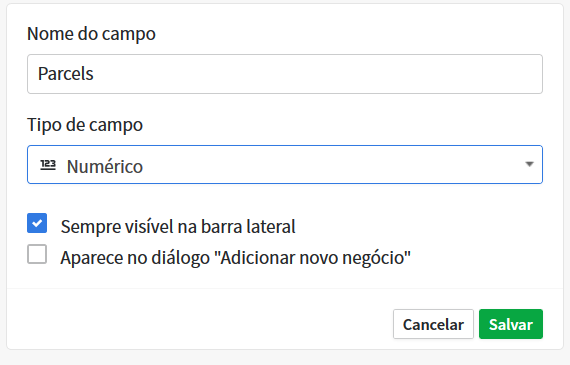 Nome do campo
Parcels
Tipo de campo
123 Numérico
Sempre visível na barra lateral
Aparece no diálogo "Adicionar novo negócio"
Cancelar Salvar